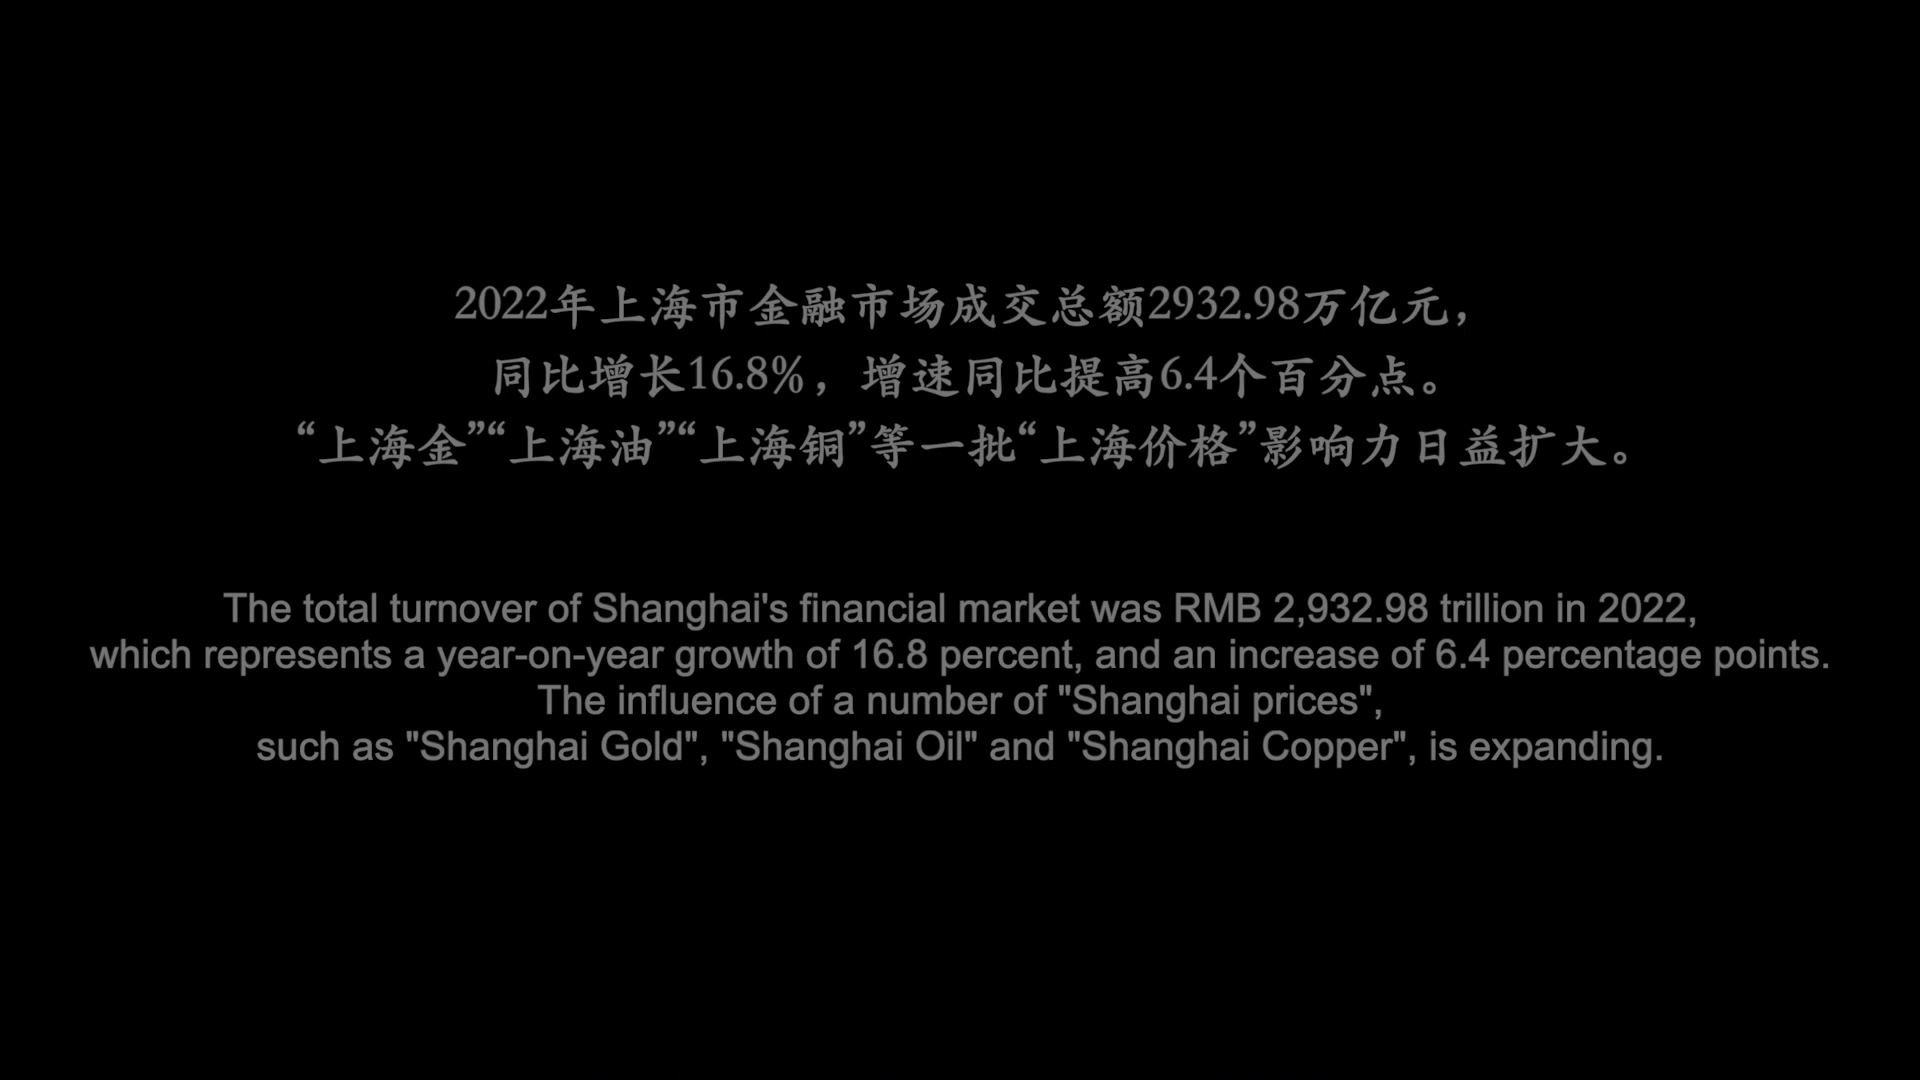 2022年上海市金融市场成交总额2932.98万亿元，
同比增长16.8%，增速同比提高6.4个百分点。
“上海金”“上海油”“上海铜”等一批“上海价格”影响力日益扩大。
The total turnover of Shanghai's financial market was RMB 2,932.98 trillion in 2022,
which represents a year-on-year growth of 16.8 percent, and an increase of 6.4 percentage points.
The influence of a number of "Shanghai prices",
such as "Shanghai Gold", "Shanghai Oil" and "Shanghai Copper", is expanding.